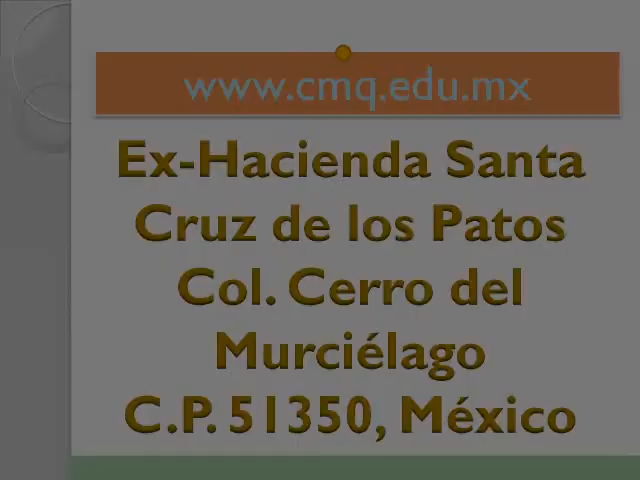 www.cmq.edu.mx
Ex-Hacienda Santa
Cruz de los Patos
Col. Cerro del
Murciélago
C.P. 51350, México